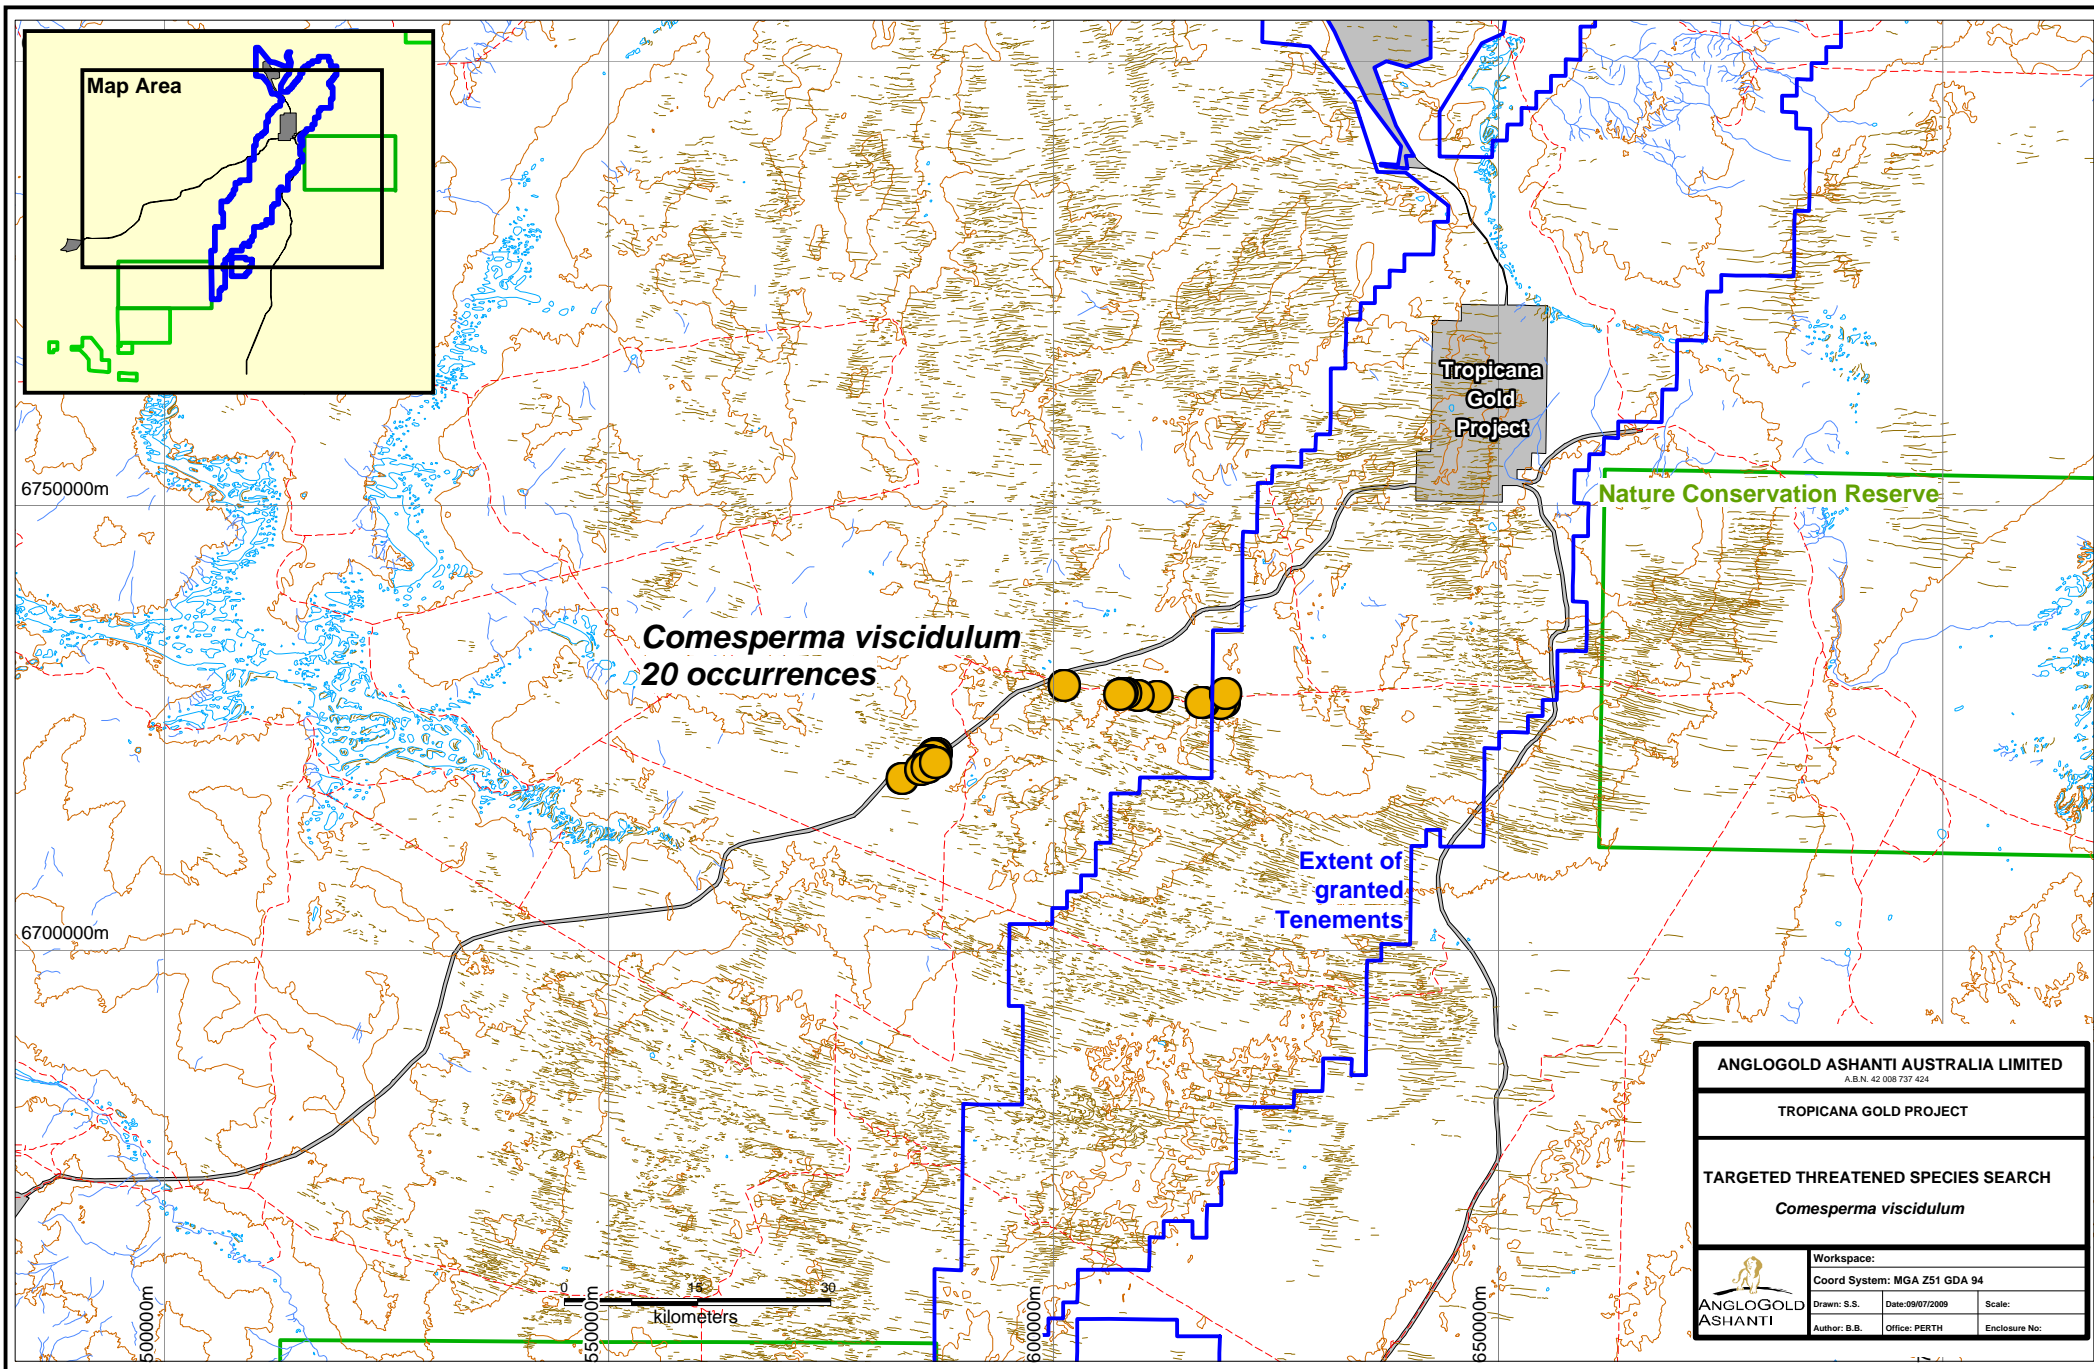 Map Area
Tropicana
Gold
Project
6750000m
Nature Conservation Reserve
Comesperma viscidulum
20 occurrences
Extent of
granted
Tenements
6700000m
0 15 30
kilometers
500000m
550000m
600000m
650000m
ANGLOGOLD ASHANTI AUSTRALIA LIMITED
A.B.N. 42 008 737 424
TROPICANA GOLD PROJECT
TARGETED THREATENED SPECIES SEARCH
Comesperma viscidulum
ANGLOGOLD
ASHANTI
Workspace:
Coord System: MGA Z51 GDA 94
Drawn: S.S. Date:09/07/2009 Scale:
Author: B.B. Office: PERTH Enclosure No: